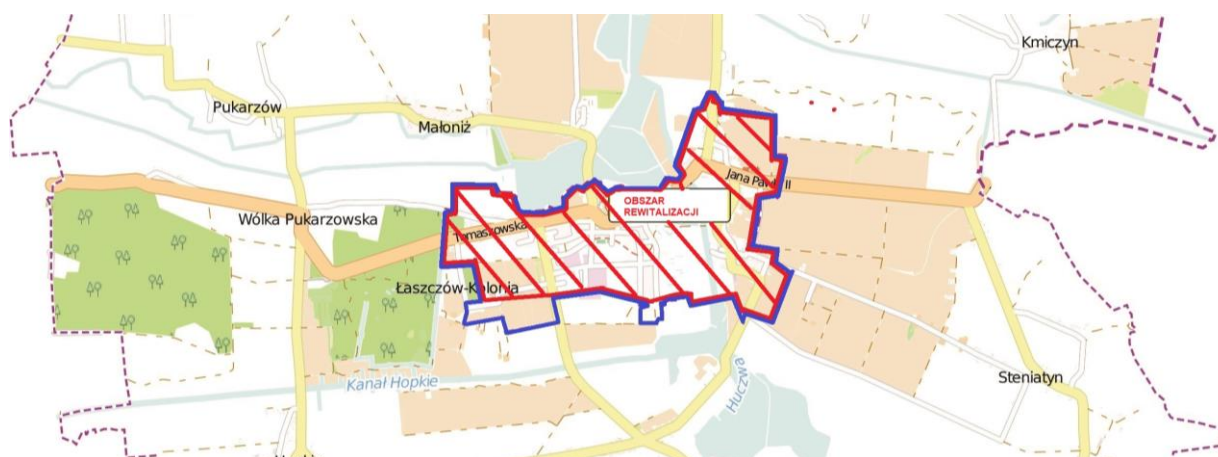 Kmiczyn
Pukarzów
Małoniż
Jana Pawła II
OBSZAR
REWITALIZACJI
Wólka Pukarzowska
Tomaszowska
Łaszczów-Kolonia
Kanał Hopkie
Huczwa
Steniatyn